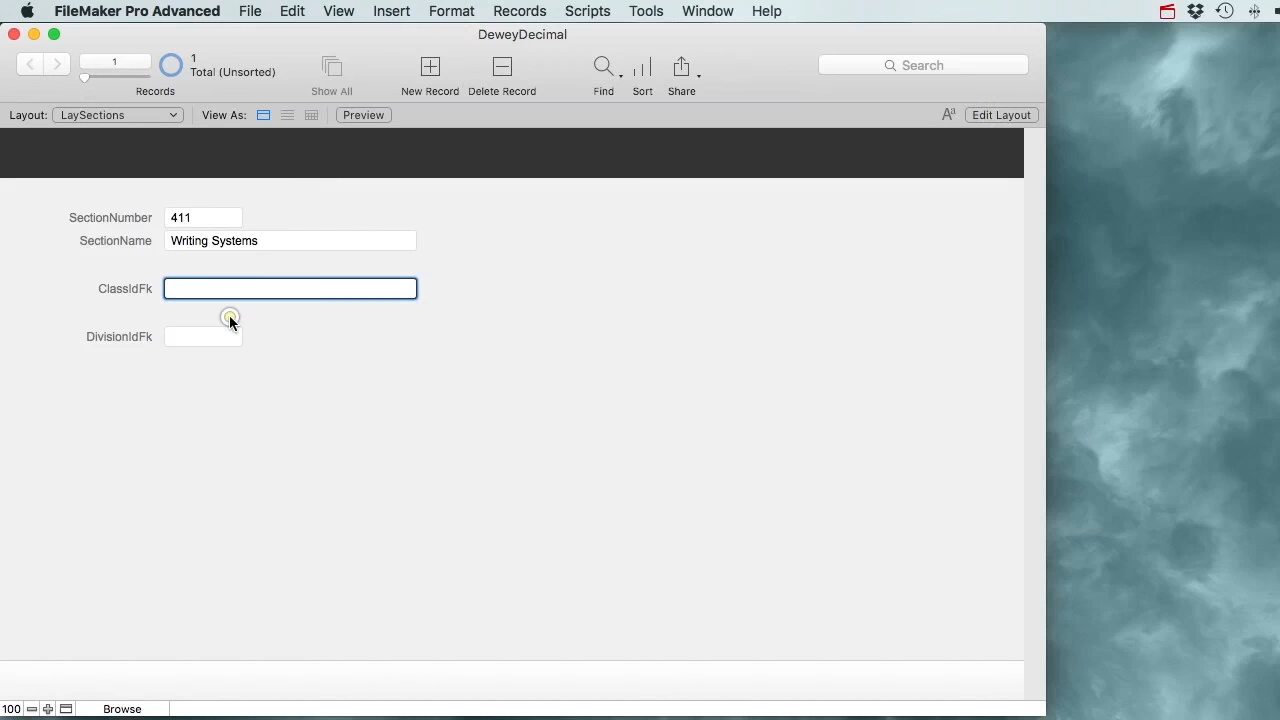 FileMaker Pro Advanced File Edit View Insert Format Records Scripts Tools Window Help
DeweyDecimal
1 1 Total (Unsorted)
Records Show All New Record Delete Record Find Sort Share Search
Layout: LaySections View As: Preview Aa Edit Layout
SectionNumber 411
SectionName Writing Systems
ClassIdFk
DivisionIdFk
100 Browse